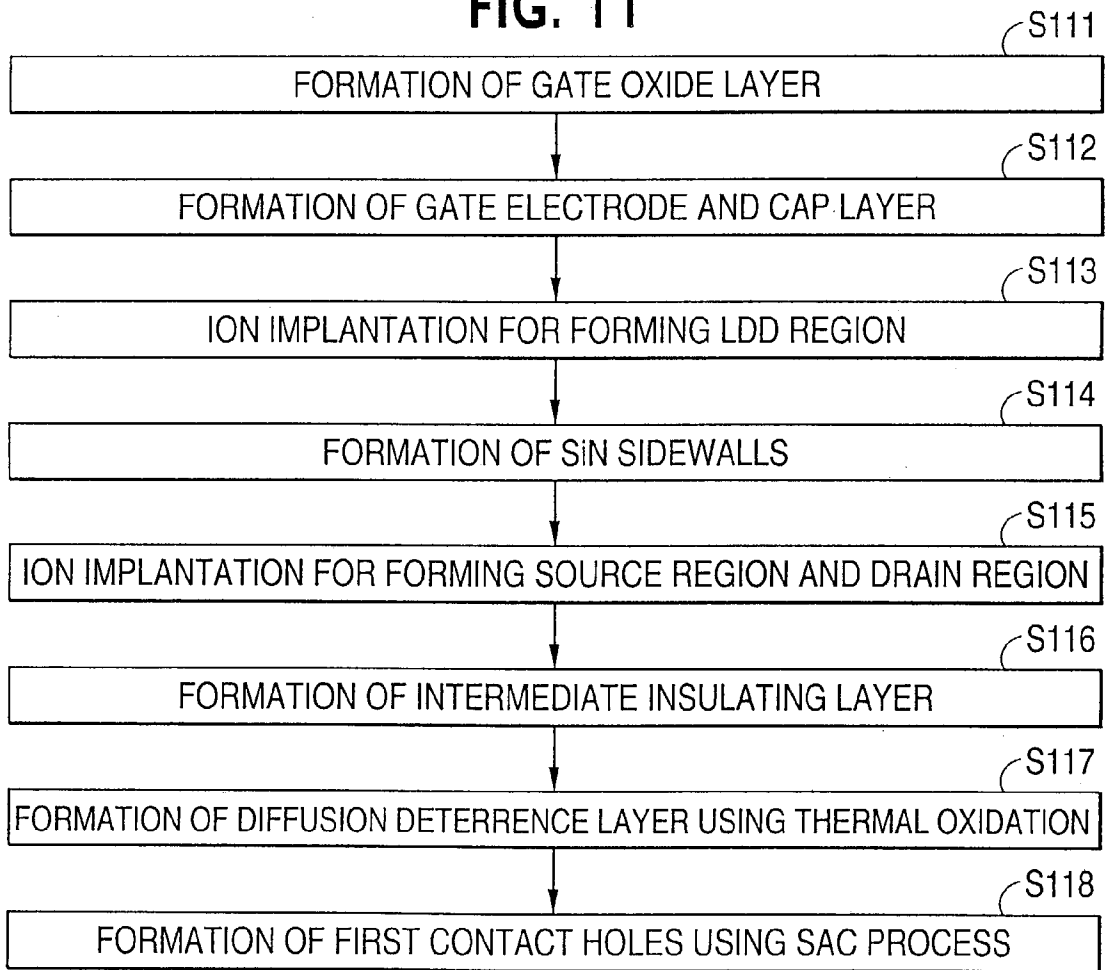 FIG. 11
S111
FORMATION OF GATE OXIDE LAYER
S112
FORMATION OF GATE ELECTRODE AND CAP LAYER
S113
ION IMPLANTATION FOR FORMING LDD REGION
S114
FORMATION OF SiN SIDEWALLS
S115
ION IMPLANTATION FOR FORMING SOURCE REGION AND DRAIN REGION
S116
FORMATION OF INTERMEDIATE INSULATING LAYER
S117
FORMATION OF DIFFUSION DETERRENCE LAYER USING THERMAL OXIDATION
S118
FORMATION OF FIRST CONTACT HOLES USING SAC PROCESS